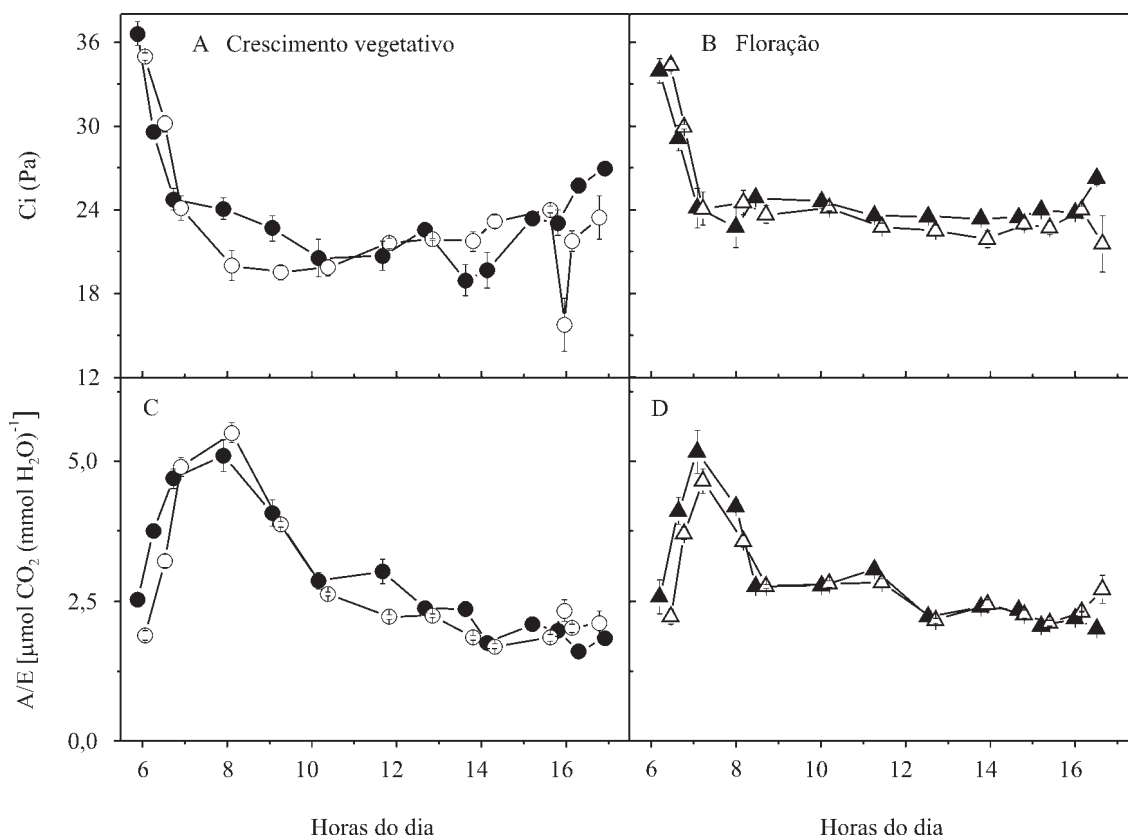 A Crescimento vegetativo
B Floração
36
30
24
18
12
Ci (Pa)
C
D
5,0
2,5
0,0
A/E [µmol CO₂ (mmol H₂O)⁻¹]
6 8 10 12 14 16
6 8 10 12 14 16
Horas do dia
Horas do dia